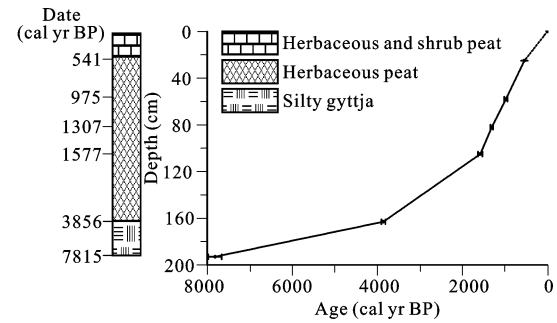 Date
(cal yr BP)
541
975
1307
1577
3856
7815
Herbaceous and shrub peat
Herbaceous peat
Silty gyttja
Depth (cm)
0
40
80
120
160
200
8000
6000
4000
2000
0
Age (cal yr BP)